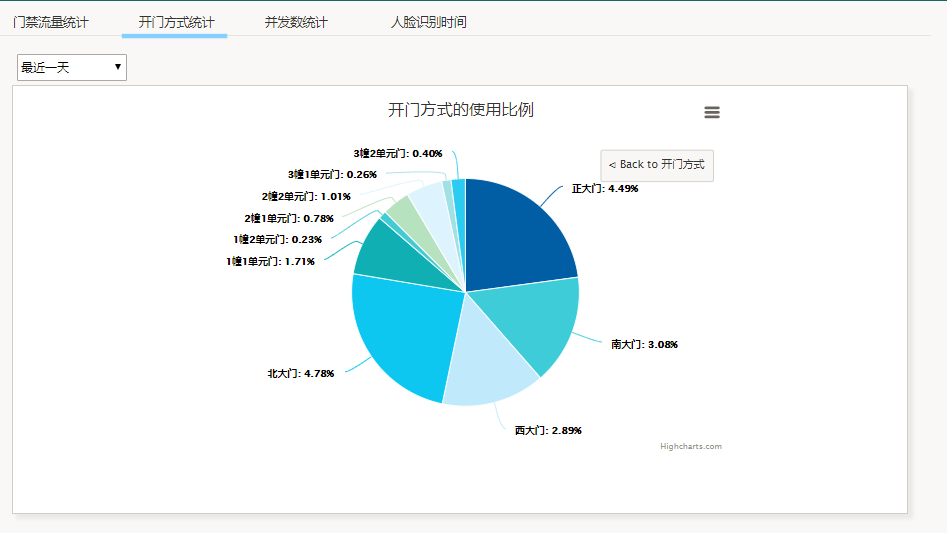 门禁流量统计 开门方式统计 并发数统计 人脸识别时间
最近一天
开门方式的使用比例
3幢2单元门: 0.40%
◁ Back to 开门方式
3幢1单元门: 0.26%
正大门: 4.49%
2幢2单元门: 1.01%
2幢1单元门: 0.78%
1幢2单元门: 0.23%
1幢1单元门: 1.71%
南大门: 3.08%
北大门: 4.78%
西大门: 2.89%
Highcharts.com